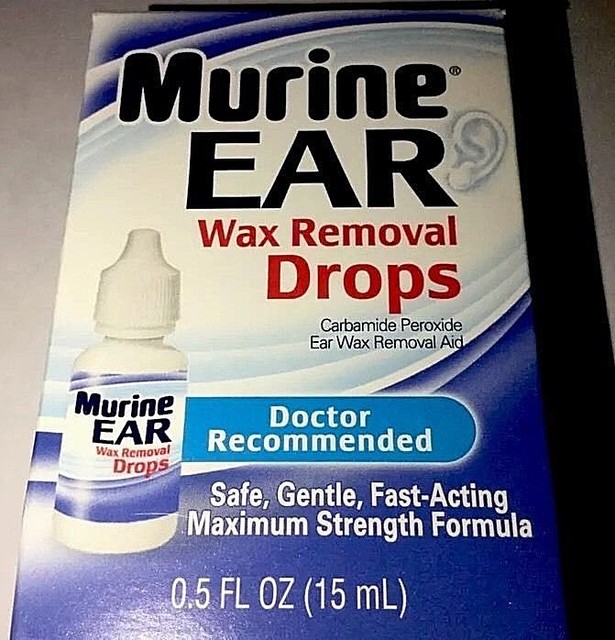 Murine®
EAR
Wax Removal
Drops
Carbamide Peroxide
Ear Wax Removal Aid
Murine
EAR
Wax Removal
Drops
Doctor
Recommended
Safe, Gentle, Fast-Acting
Maximum Strength Formula
0.5 FL OZ (15 mL)